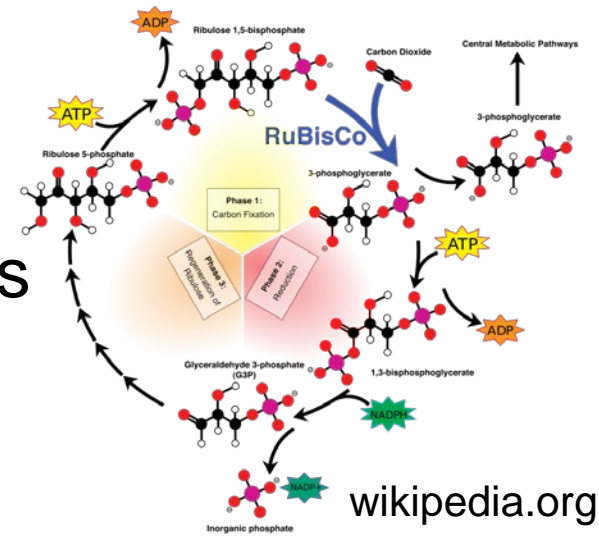 ADP
Ribulose 1,5-bisphosphate
Carbon Dioxide
Central Metabolic Pathways
ATP
RuBisCo
3-phosphoglycerate
Ribulose 5-phosphate
3-phosphoglycerate
Phase 1:
Carbon Fixation
ATP
s
Phase 3:
Regeneration of
Ribulose
Phase 2:
Reduction
ADP
Glyceraldehyde 3-phosphate
(G3P)
1,3-bisphosphoglycerate
NADPH
NADP+
Inorganic phosphate
wikipedia.org